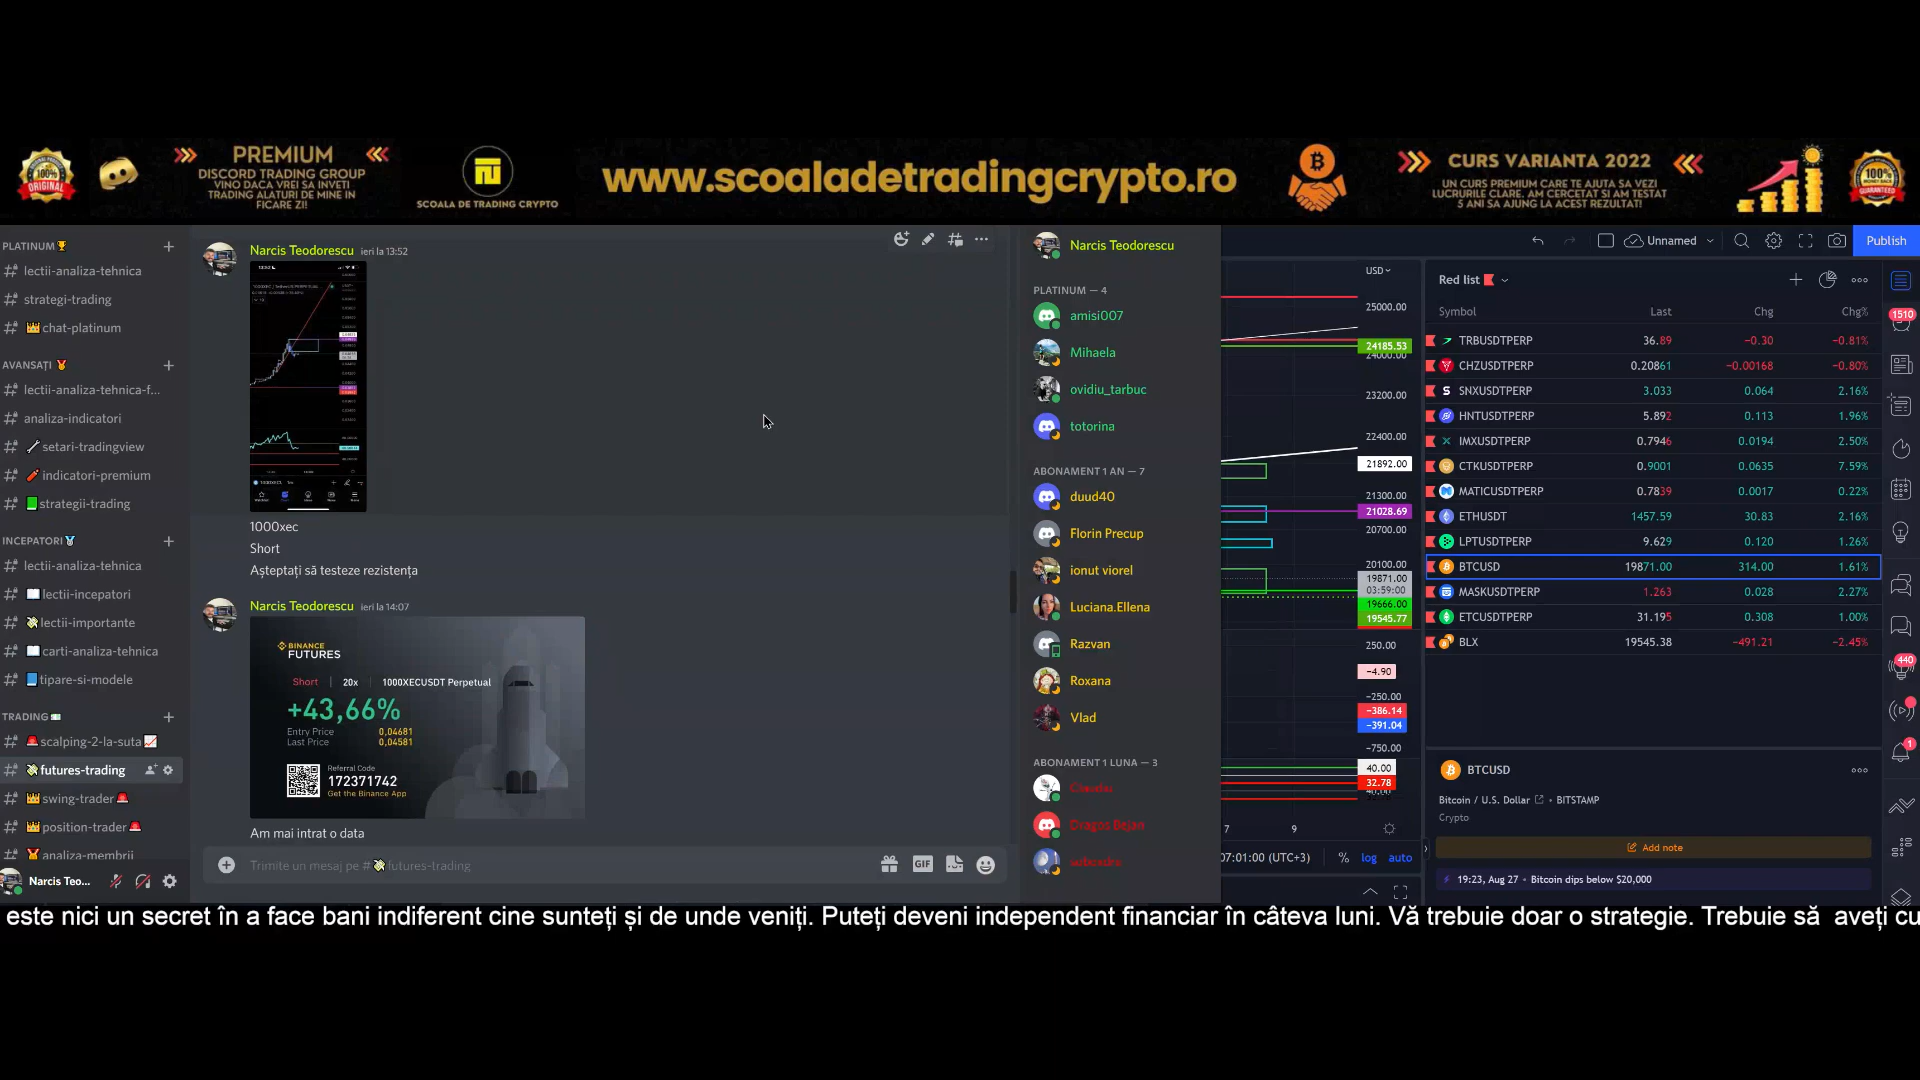 PREMIUM
DISCORD TRADING GROUP
VINO DACA VREI SA INVETI
TRADING ALATURI DE MINE IN
FICARE ZI!
SCOALA DE TRADING CRYPTO
www.scoaladetradingcrypto.ro
CURS VARIANTA 2022
UN CURS PREMIUM CARE TE AJUTA SA VEZI
LUCRURILE CLARE. AM CERCETAT SI AM TESTAT
5 ANI SA AJUNG LA ACEST REZULTAT!
PLATINUM
lectii-analiza-tehnica
strategi-trading
chat-platinum
AVANSAȚI
lectii-analiza-tehnica-f...
analiza-indicatori
setari-tradingview
indicatori-premium
strategii-trading
INCEPATORI
lectii-analiza-tehnica
lectii-incepatori
lectii-importante
carti-analiza-tehnica
tipare-si-modele
TRADING
scalping-2-la-suta
futures-trading
swing-trader
position-trader
analiza-membrii
Narcis Teo...
Narcis Teodorescu ieri la 13:52
1000xec
Short
Așteptați să testeze rezistența
Narcis Teodorescu ieri la 14:07
BINANCE
FUTURES
Short | 20x | 1000XECUSDT Perpetual
+43,66%
Entry Price 0,04681
Last Price 0,04581
Referral Code
172371742
Get the Binance App
Am mai intrat o data
Trimite un mesaj pe # futures-trading
GIF
Narcis Teodorescu
PLATINUM — 4
amisi007
Mihaela
ovidiu_tarbuc
totorina
ABONAMENT 1 AN — 7
duud40
Florin Precup
ionut viorel
Luciana.Ellena
Razvan
Roxana
Vlad
ABONAMENT 1 LUNA — 3
Claudiu
Dragos Bejan
USD
25000.00
24185.53
24000.00
23200.00
22400.00
21892.00
21300.00
21028.69
20700.00
20100.00
19871.00
03:59:00
19666.00
19545.77
250.00
−4.90
−250.00
−386.14
−391.04
−750.00
40.00
32.78
7 9
07:01:00 (UTC+3) % log auto
Unnamed
Publish
Red list
Symbol Last Chg Chg%
TRBUSDTPERP 36.89 −0.30 −0.81%
CHZUSDTPERP 0.20861 −0.00168 −0.80%
SNXUSDTPERP 3.033 0.064 2.16%
HNTUSDTPERP 5.892 0.113 1.96%
IMXUSDTPERP 0.7946 0.0194 2.50%
CTKUSDTPERP 0.9001 0.0635 7.59%
MATICUSDTPERP 0.7839 0.0017 0.22%
ETHUSDT 1457.59 30.83 2.16%
LPTUSDTPERP 9.629 0.120 1.26%
BTCUSD 19871.00 314.00 1.61%
MASKUSDTPERP 1.263 0.028 2.27%
ETCUSDTPERP 31.195 0.308 1.00%
BLX 19545.38 −491.21 −2.45%
BTCUSD
Bitcoin / U.S. Dollar • BITSTAMP
Crypto
Add note
19:23, Aug 27 • Bitcoin dips below $20,000
1510
440
1
este nici un secret în a face bani indiferent cine sunteți și de unde veniți. Puteți deveni independent financiar în câteva luni. Vă trebuie doar o strategie. Trebuie să aveți cu